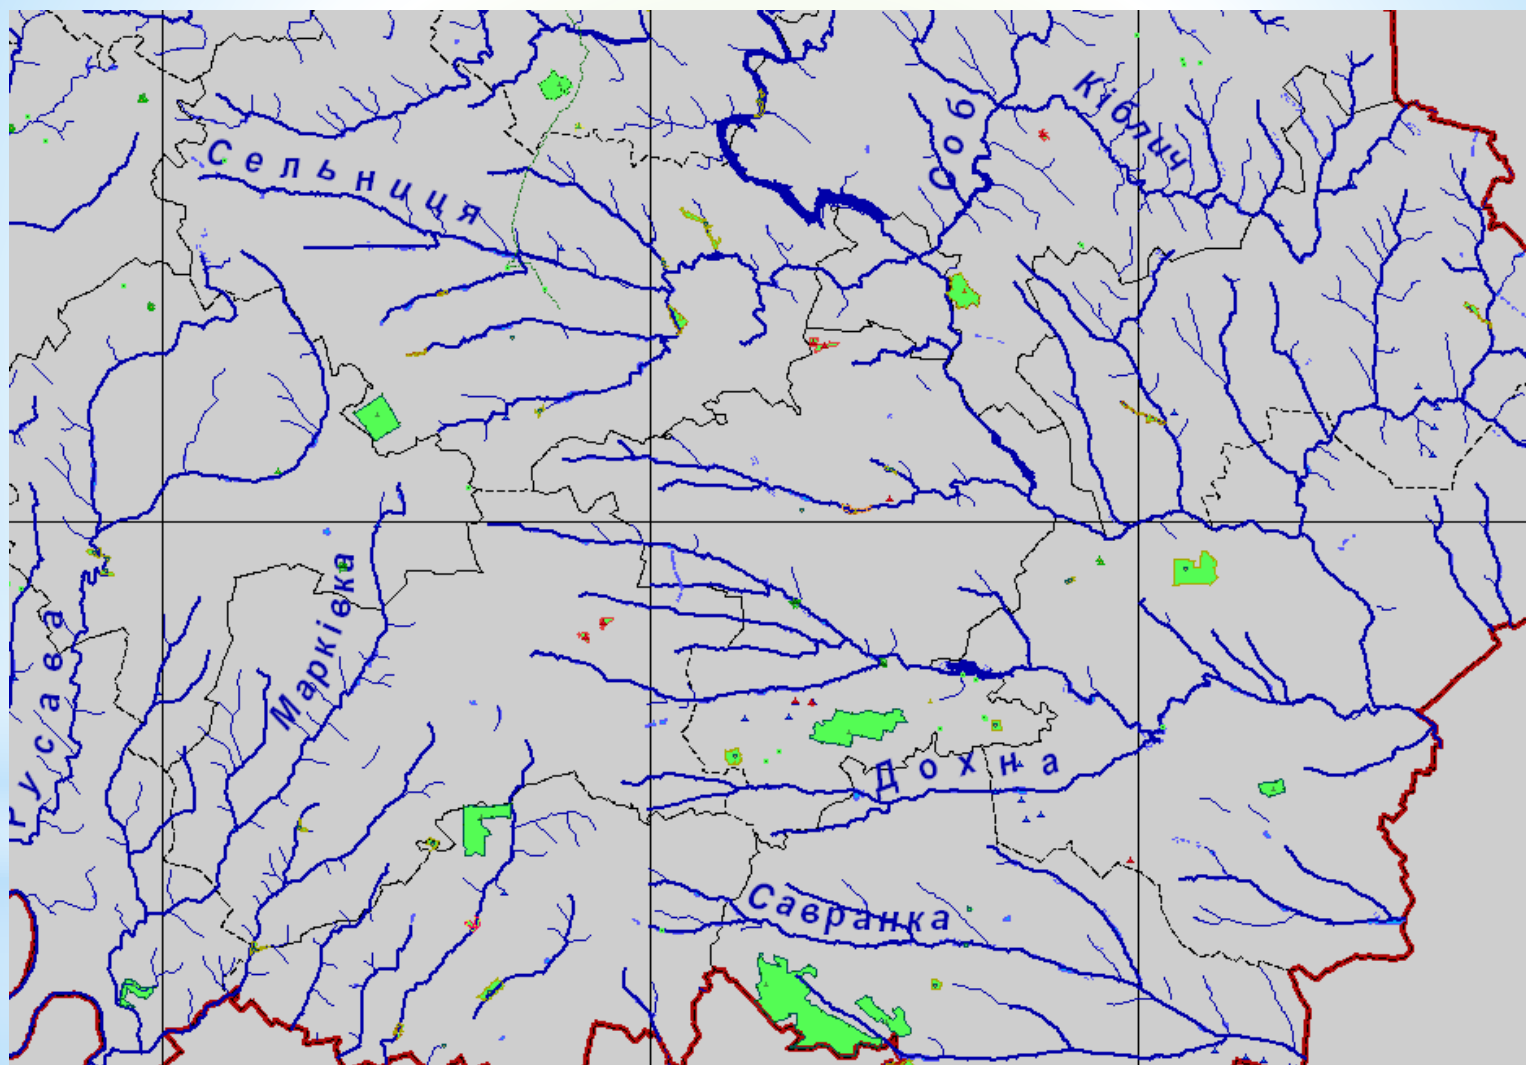 Кіблич
Соб
Сельниця
Марківка
Русава
Дохна
Савранка